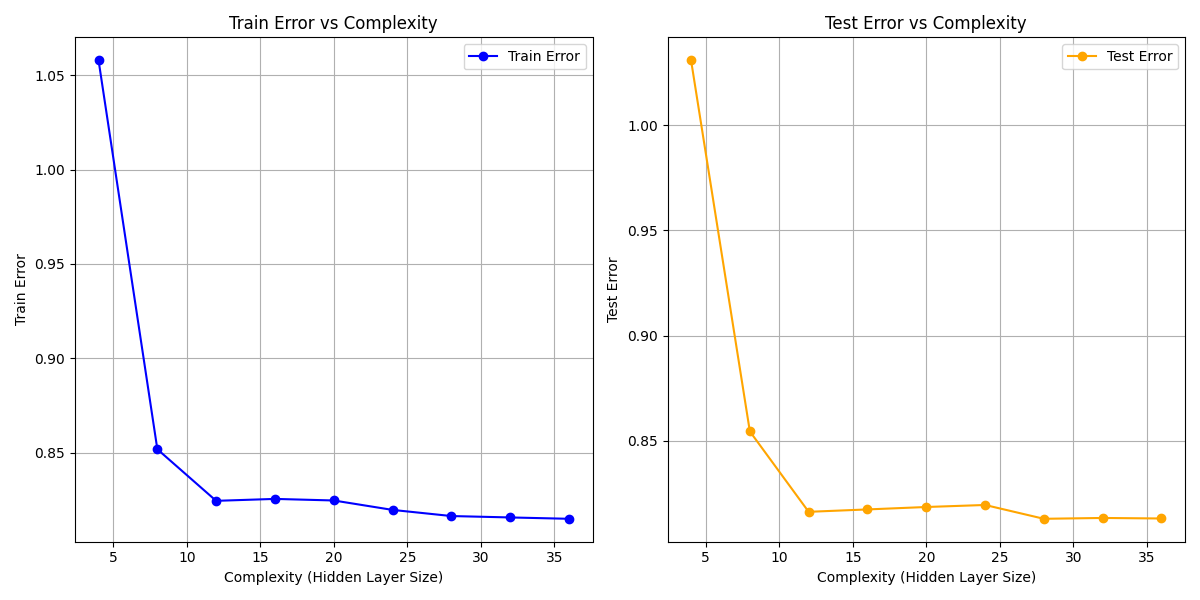 Train Error vs Complexity
Train Error
1.05
1.00
0.95
0.90
0.85
Train Error
5 10 15 20 25 30 35
Complexity (Hidden Layer Size)
Test Error vs Complexity
Test Error
1.00
0.95
0.90
0.85
Test Error
5 10 15 20 25 30 35
Complexity (Hidden Layer Size)